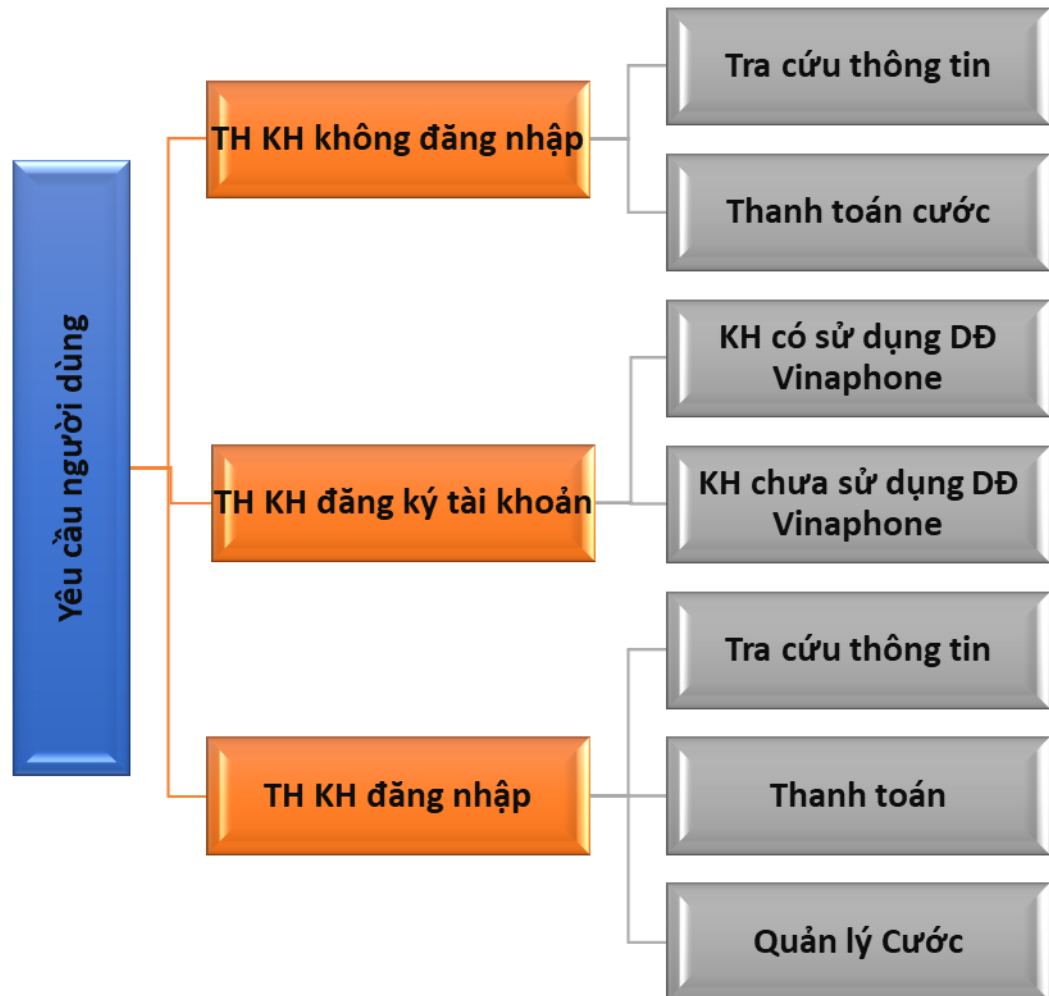 Yêu cầu người dùng
TH KH không đăng nhập
Tra cứu thông tin
Thanh toán cước
TH KH đăng ký tài khoản
KH có sử dụng DĐ
Vinaphone
KH chưa sử dụng DĐ
Vinaphone
TH KH đăng nhập
Tra cứu thông tin
Thanh toán
Quản lý Cước